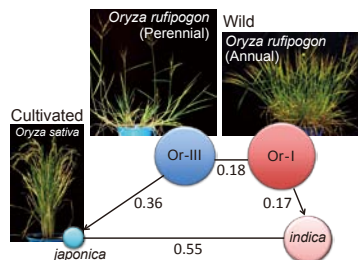 Wild
Oryza rufipogon
(Perennial)
Oryza rufipogon
(Annual)
Cultivated
Oryza sativa
Or-III
Or-I
0.18
0.36
0.17
0.55
japonica
indica